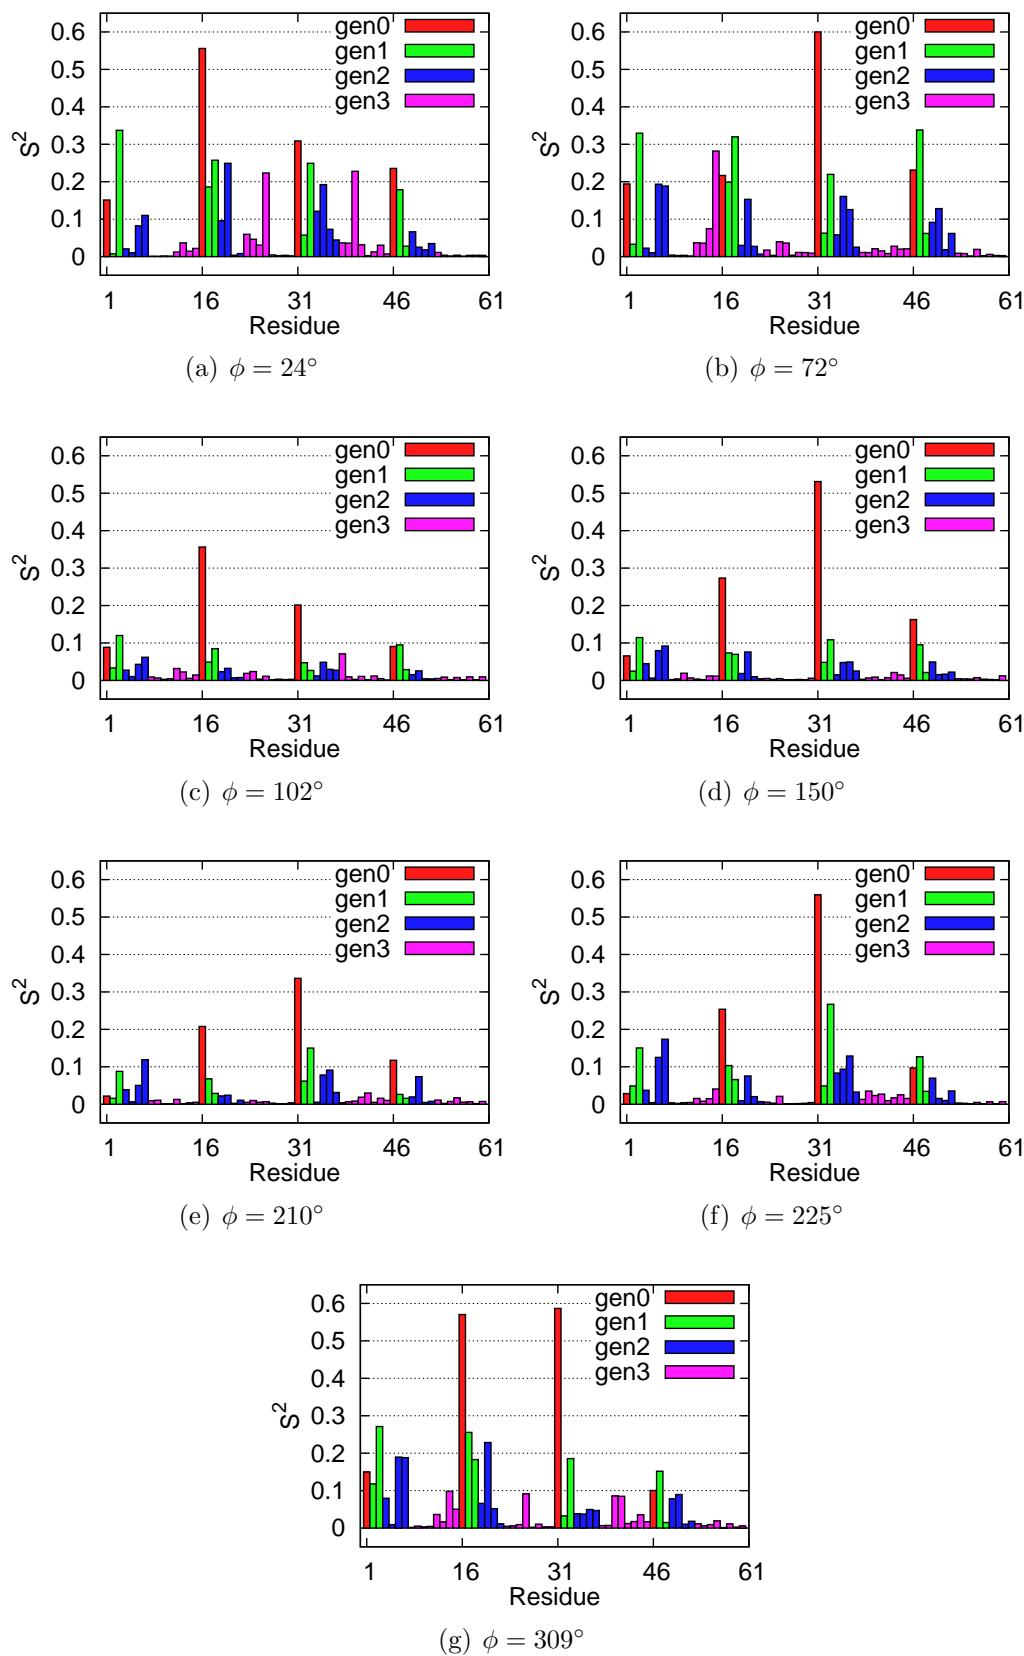 0.6
0.5
0.4
0.3
0.2
0.1
0
S²
gen0
gen1
gen2
gen3
1 16 31 46 61
Residue
(a) ϕ = 24°
0.6
0.5
0.4
0.3
0.2
0.1
0
S²
gen0
gen1
gen2
gen3
1 16 31 46 61
Residue
(b) ϕ = 72°
0.6
0.5
0.4
0.3
0.2
0.1
0
S²
gen0
gen1
gen2
gen3
1 16 31 46 61
Residue
(c) ϕ = 102°
0.6
0.5
0.4
0.3
0.2
0.1
0
S²
gen0
gen1
gen2
gen3
1 16 31 46 61
Residue
(d) ϕ = 150°
0.6
0.5
0.4
0.3
0.2
0.1
0
S²
gen0
gen1
gen2
gen3
1 16 31 46 61
Residue
(e) ϕ = 210°
0.6
0.5
0.4
0.3
0.2
0.1
0
S²
gen0
gen1
gen2
gen3
1 16 31 46 61
Residue
(f) ϕ = 225°
0.6
0.5
0.4
0.3
0.2
0.1
0
S²
gen0
gen1
gen2
gen3
1 16 31 46 61
Residue
(g) ϕ = 309°